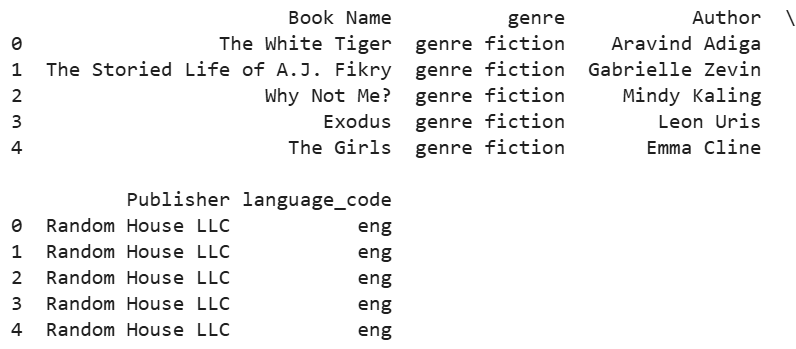 Book Name genre Author \
0 The White Tiger genre fiction Aravind Adiga
1 The Storied Life of A.J. Fikry genre fiction Gabrielle Zevin
2 Why Not Me? genre fiction Mindy Kaling
3 Exodus genre fiction Leon Uris
4 The Girls genre fiction Emma Cline
Publisher language_code
0 Random House LLC eng
1 Random House LLC eng
2 Random House LLC eng
3 Random House LLC eng
4 Random House LLC eng